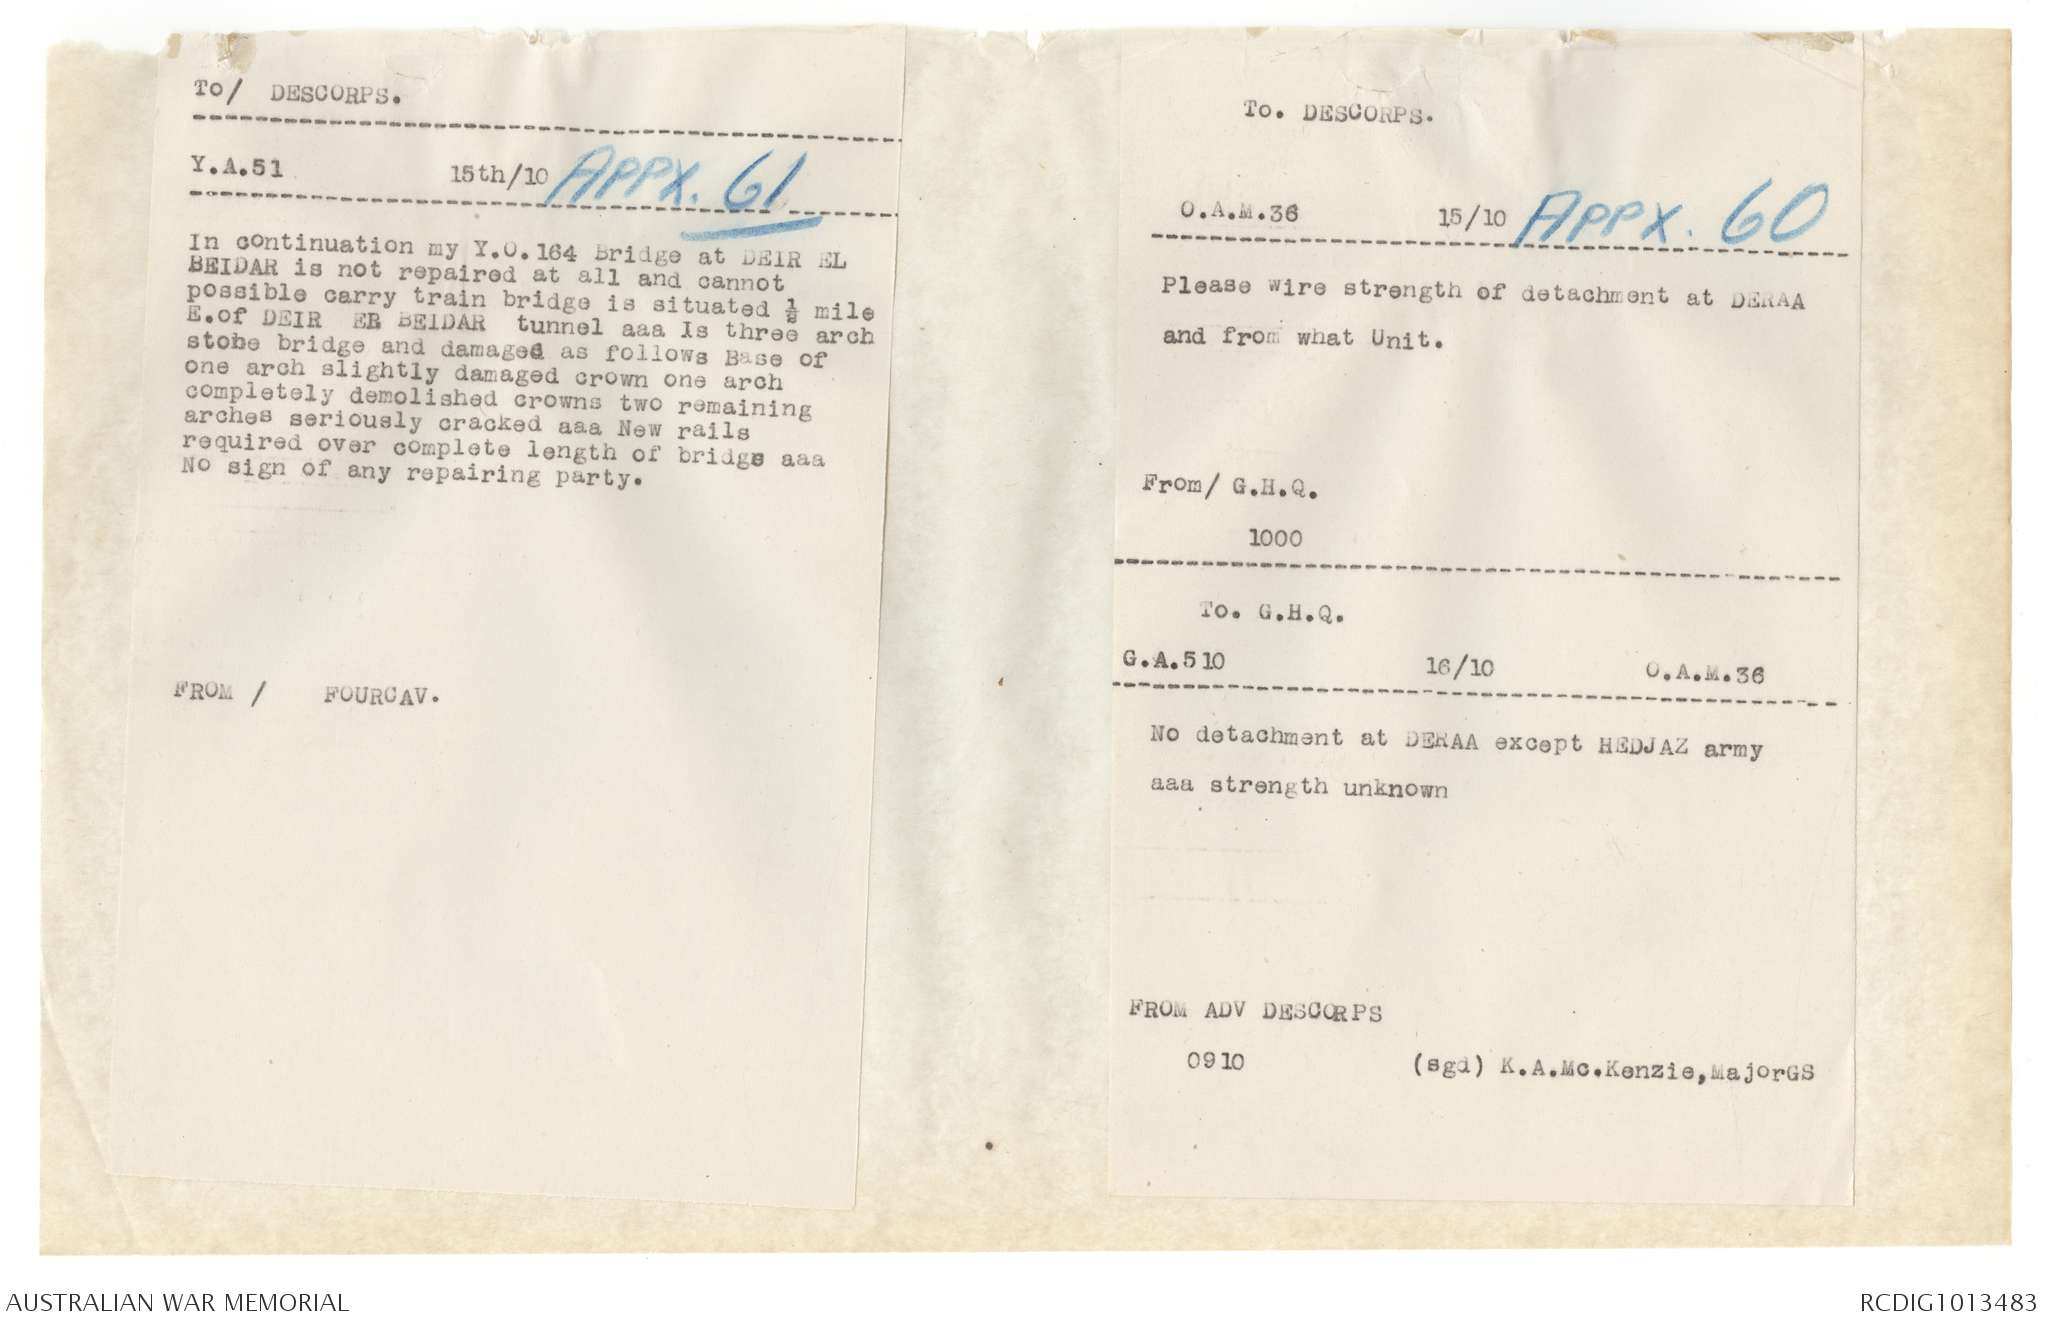 To/ DESCORPS.
Y.A.51 15th/10 APPX. 61
In continuation my Y.O.164 Bridge at DEIR EL
BEIDAR is not repaired at all and cannot
possible carry train bridge is situated ½ mile
E.of DEIR ER BEIDAR tunnel aaa Is three arch
stobe bridge and damaged as follows Base of
one arch slightly damaged crown one arch
completely demolished crowns two remaining
arches seriously cracked aaa New rails
required over complete length of bridge aaa
No sign of any repairing party.
FROM / FOURCAV.
To. DESCORPS.
O.A.M.36 15/10 APPX. 60
Please wire strength of detachment at DERAA
and from what Unit.
From/ G.H.Q.
1000
To. G.H.Q.
G.A.510 16/10 O.A.M.36
No detachment at DERAA except HEDJAZ army
aaa strength unknown
FROM ADV DESCORPS
0910 (sgd) K.A.Mc.Kenzie,MajorGS
AUSTRALIAN WAR MEMORIAL RCDIG1013483